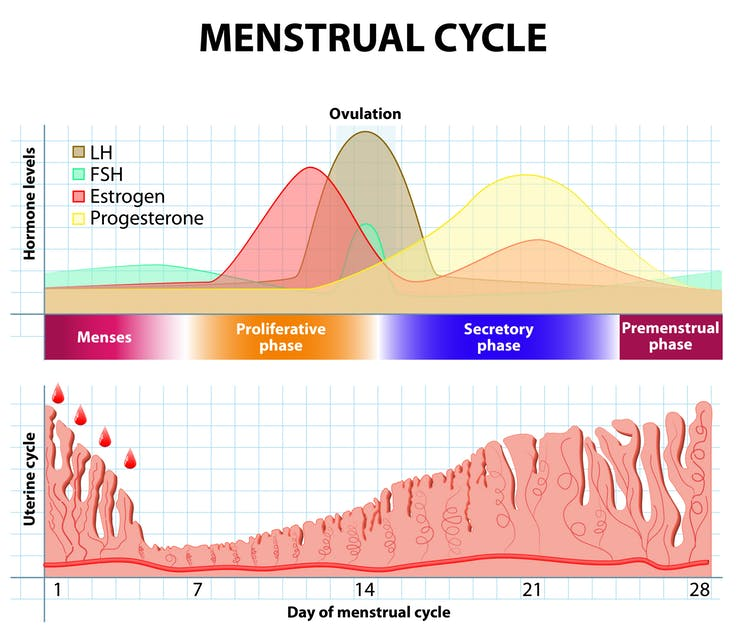 MENSTRUAL CYCLE
Ovulation
Hormone levels
LH
FSH
Estrogen
Progesterone
Menses
Proliferative
phase
Secretory
phase
Premenstrual
phase
Uterine cycle
1 7 14 21 28
Day of menstrual cycle